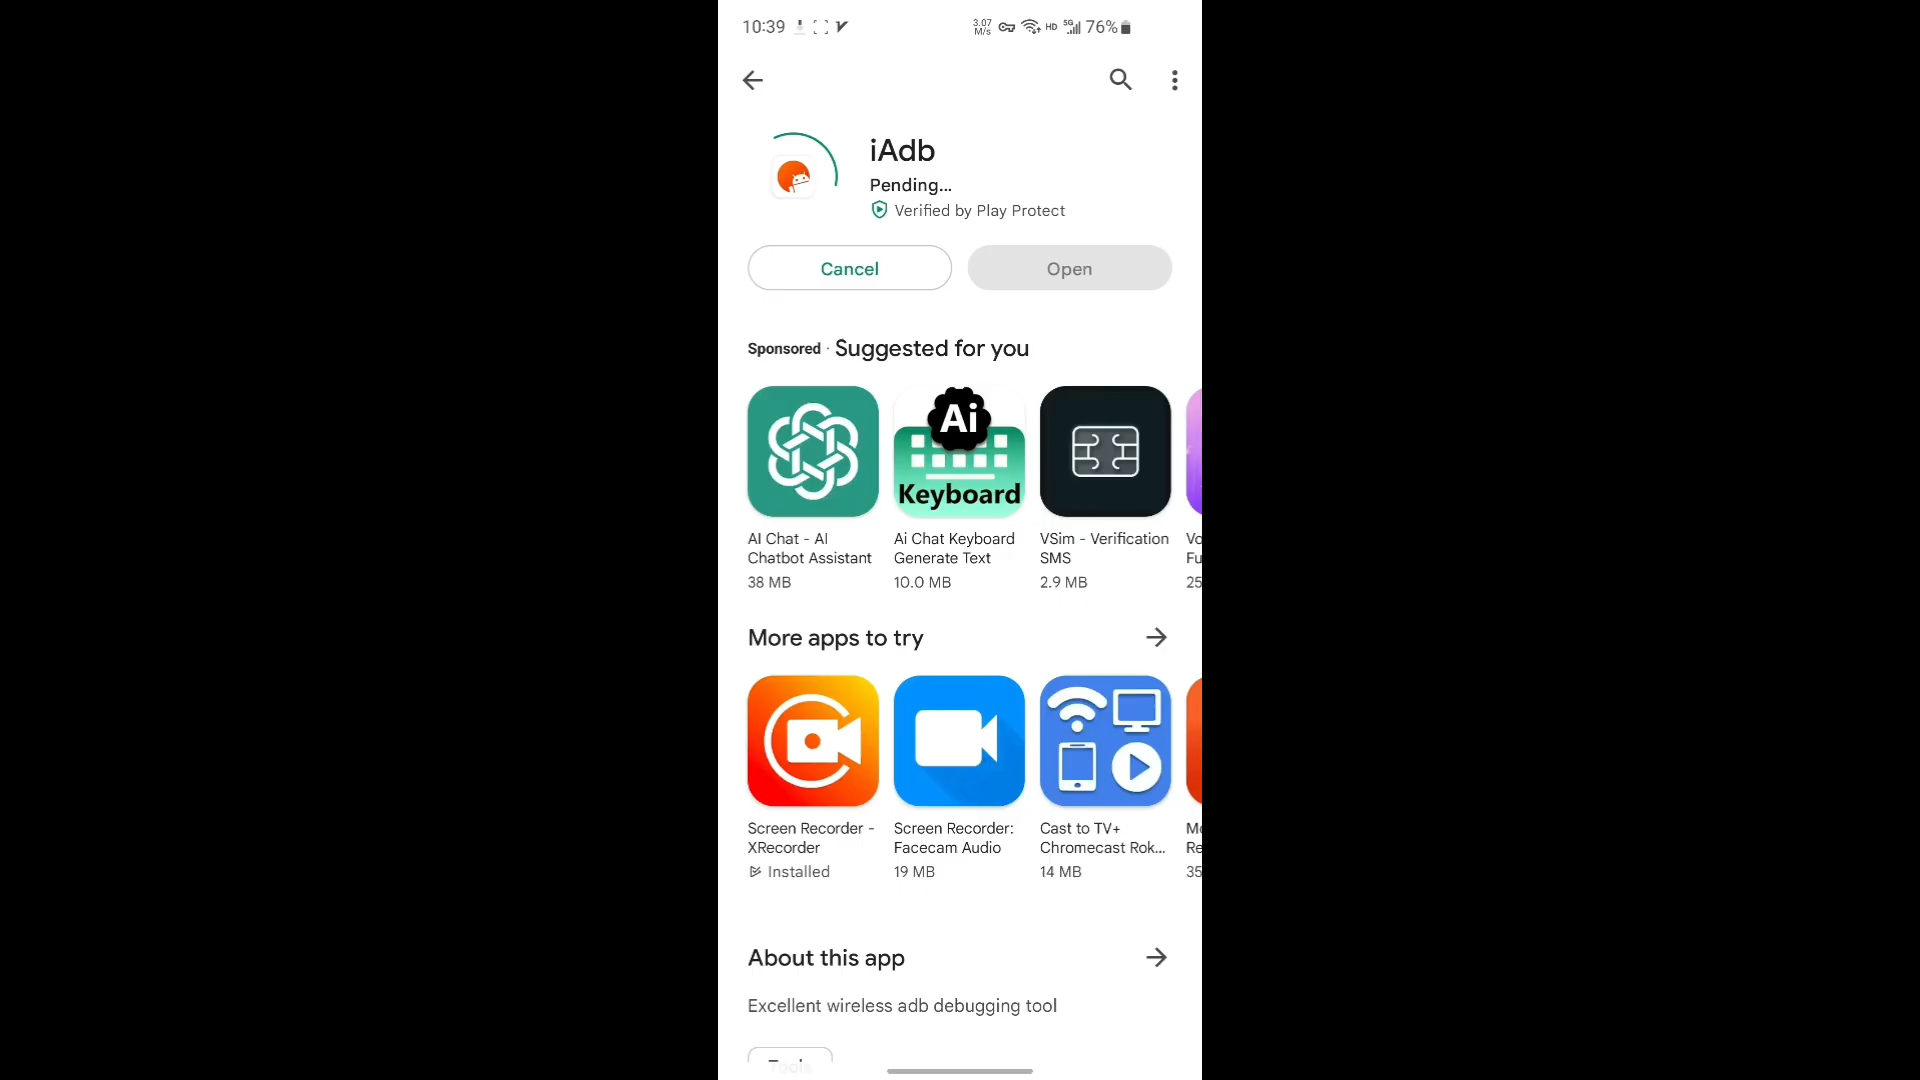 10:39
3.07
M/s
HD
5G
76%
iAdb
Pending...
Verified by Play Protect
Cancel
Open
Sponsored · Suggested for you
Ai
Keyboard
AI Chat - AI
Chatbot Assistant
38 MB
Ai Chat Keyboard
Generate Text
10.0 MB
VSim - Verification
SMS
2.9 MB
Vo
Fu
25
More apps to try
Screen Recorder -
XRecorder
Installed
Screen Recorder:
Facecam Audio
19 MB
Cast to TV+
Chromecast Rok...
14 MB
Mo
Re
35
About this app
Excellent wireless adb debugging tool
Tools